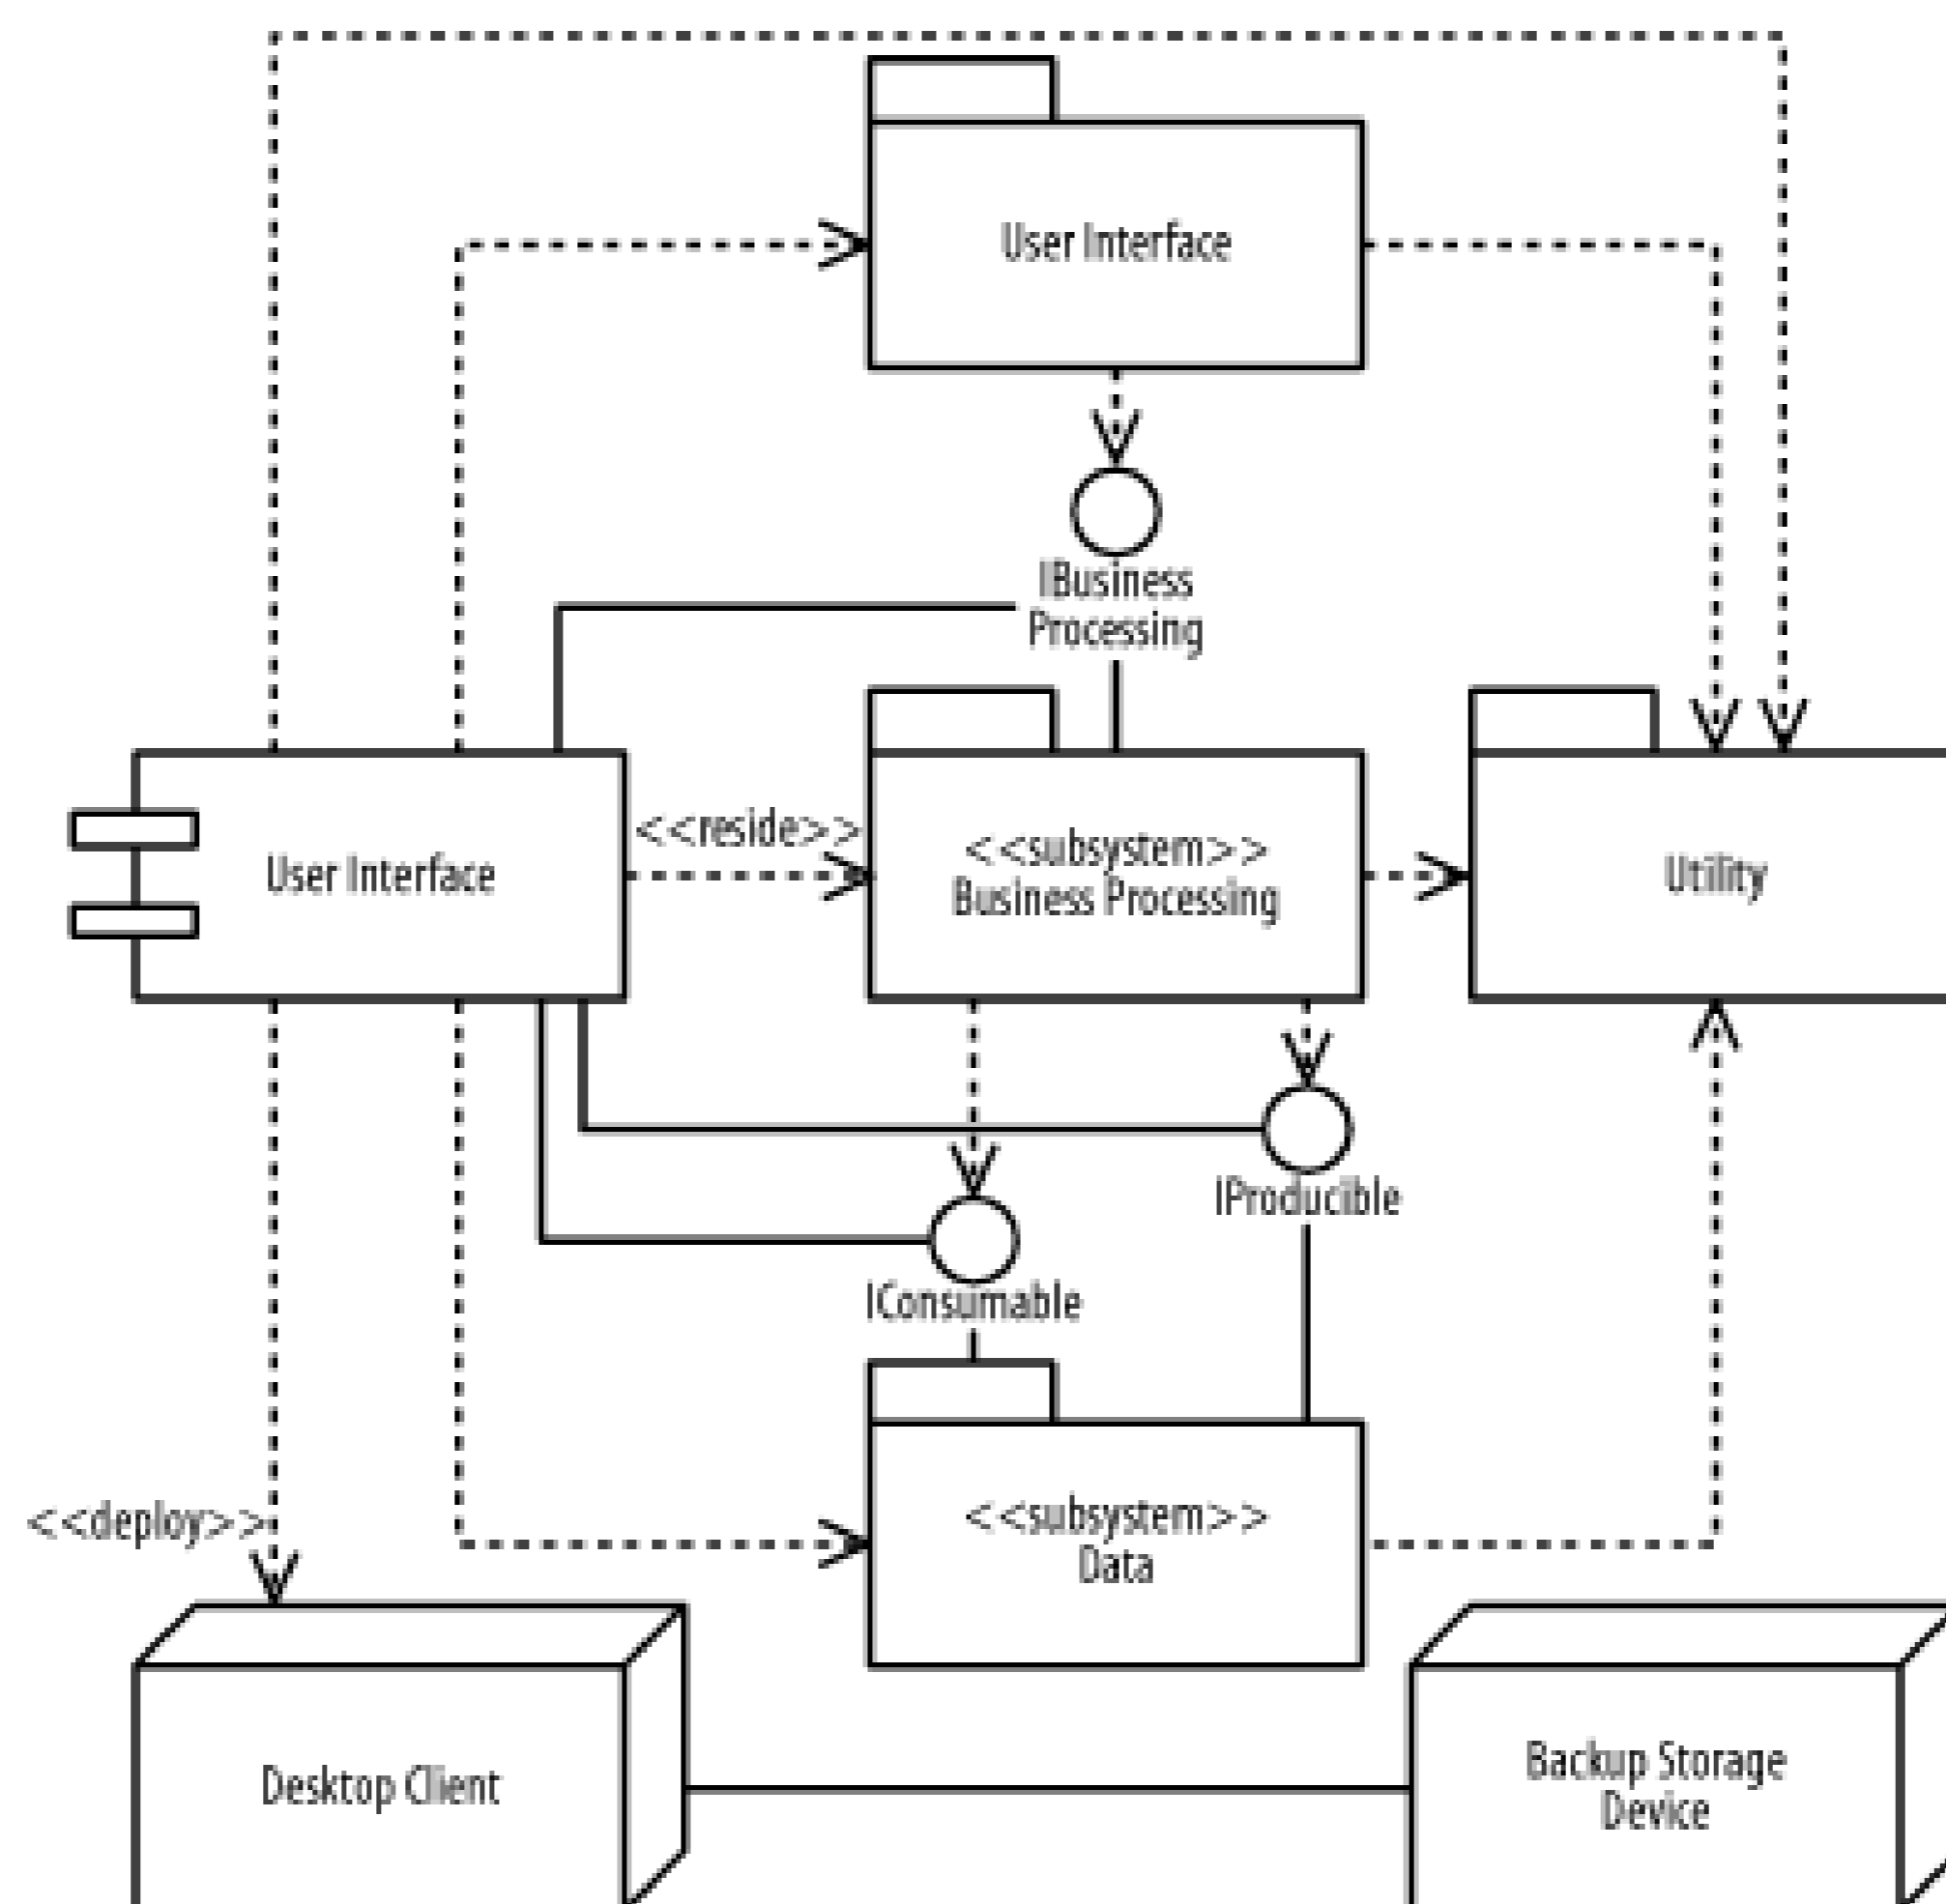 User Interface
IBusiness
Processing
<<reside>>
User Interface
<<subsystem>>
Business Processing
Utility
IProducible
IConsumable
<<deploy>>
<<subsystem>>
Data
Desktop Client
Backup Storage
Device